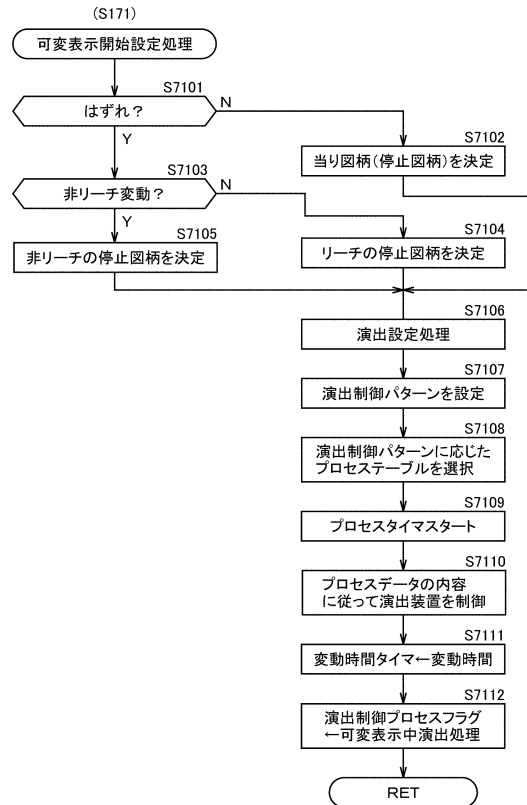 (S171)
可変表示開始設定処理
S7101
はずれ？
N
Y
S7102
当り図柄(停止図柄)を決定
S7103
非リーチ変動？
N
Y
S7104
リーチの停止図柄を決定
S7105
非リーチの停止図柄を決定
S7106
演出設定処理
S7107
演出制御パターンを設定
S7108
演出制御パターンに応じた
プロセステーブルを選択
S7109
プロセスタイマスタート
S7110
プロセスデータの内容
に従って演出装置を制御
S7111
変動時間タイマ←変動時間
S7112
演出制御プロセスフラグ
←可変表示中演出処理
RET